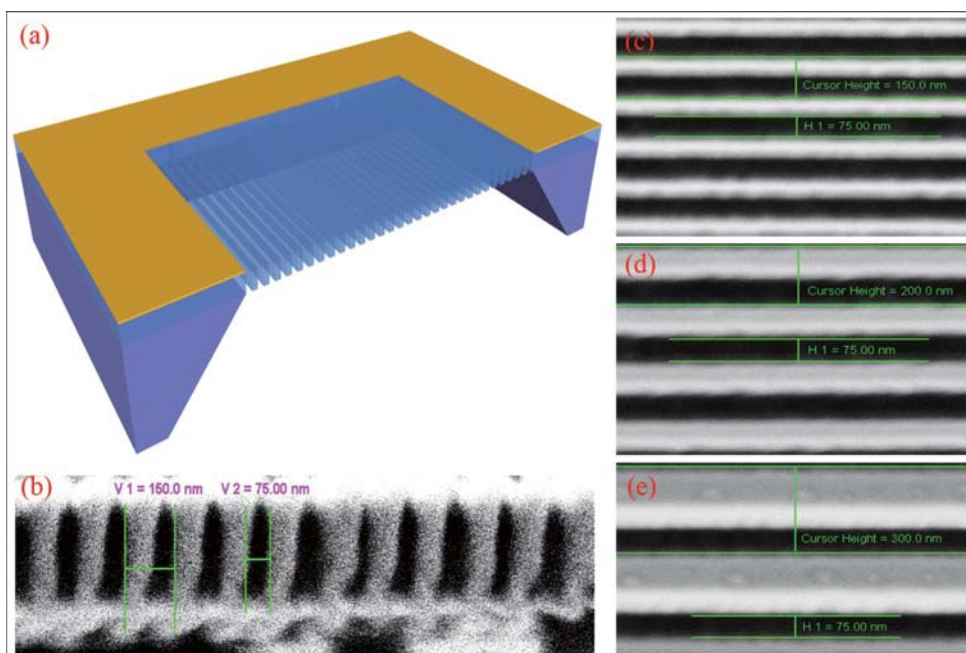 (a)
(b)
V 1 = 150.0 nm V 2 = 75.00 nm
(c)
Cursor Height = 150.0 nm
H 1 = 75.00 nm
(d)
Cursor Height = 200.0 nm
H 1 = 75.00 nm
(e)
Cursor Height = 300.0 nm
H 1 = 75.00 nm